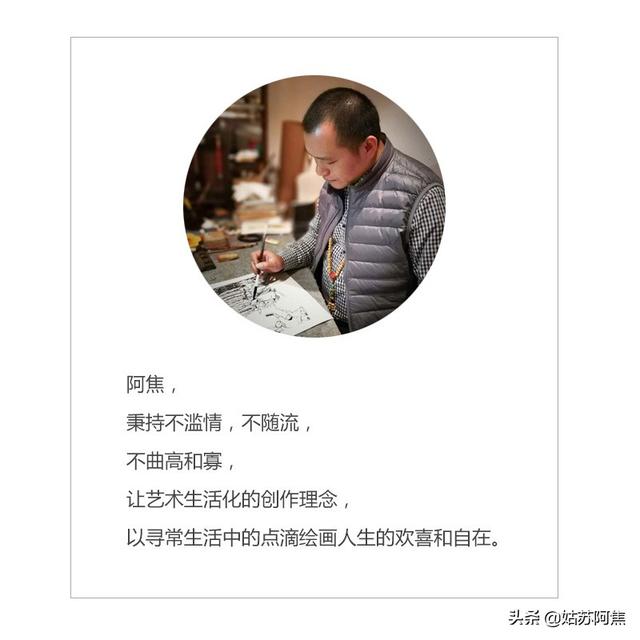 阿焦，
秉持不滥情，不随流，
不曲高和寡，
让艺术生活化的创作理念，
以寻常生活中的点滴绘画人生的欢喜和自在。
头条 @姑苏阿焦